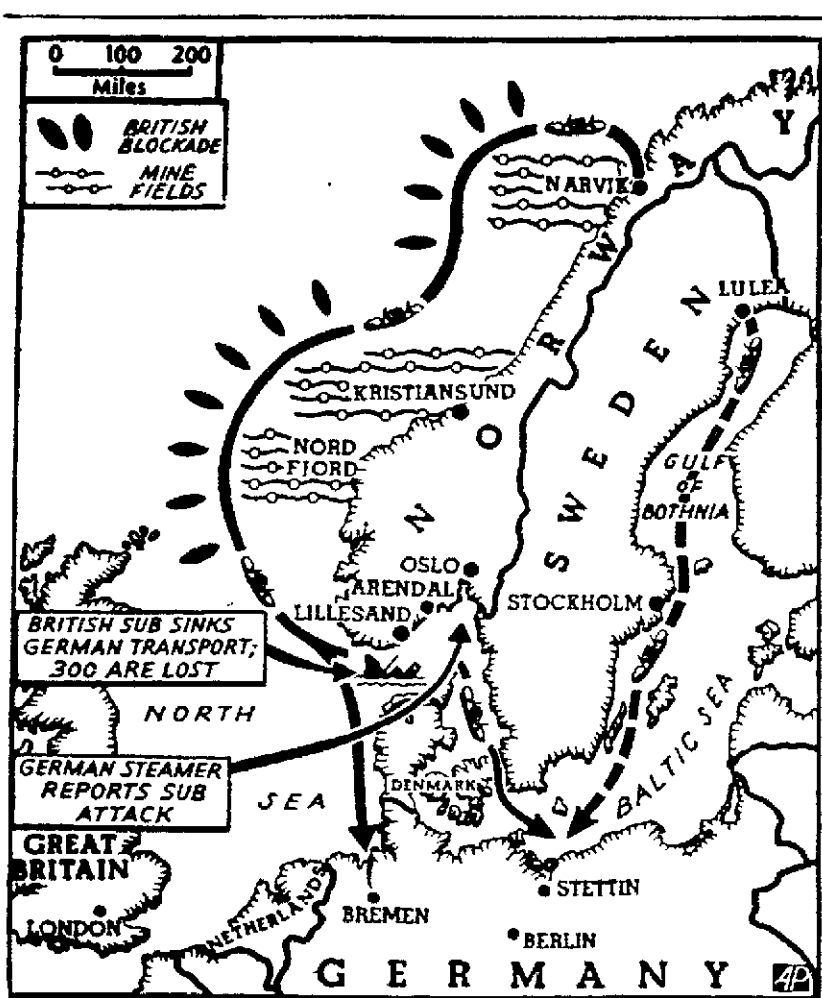 0 100 200
Miles
BRITISH
BLOCKADE
MINE
FIELDS
NARVIK
LULEA
NORWAY
SWEDEN
KRISTIANSUND
NORD
FJORD
GULF
OF
BOTHNIA
OSLO
ARENDAL
LILLESAND
STOCKHOLM
BRITISH SUB SINKS
GERMAN TRANSPORT;
300 ARE LOST
NORTH
SEA
BALTIC SEA
GERMAN STEAMER
REPORTS SUB
ATTACK
DENMARK
GREAT
BRITAIN
LONDON
NETHERLANDS
BREMEN
STETTIN
BERLIN
GERMANY
AP